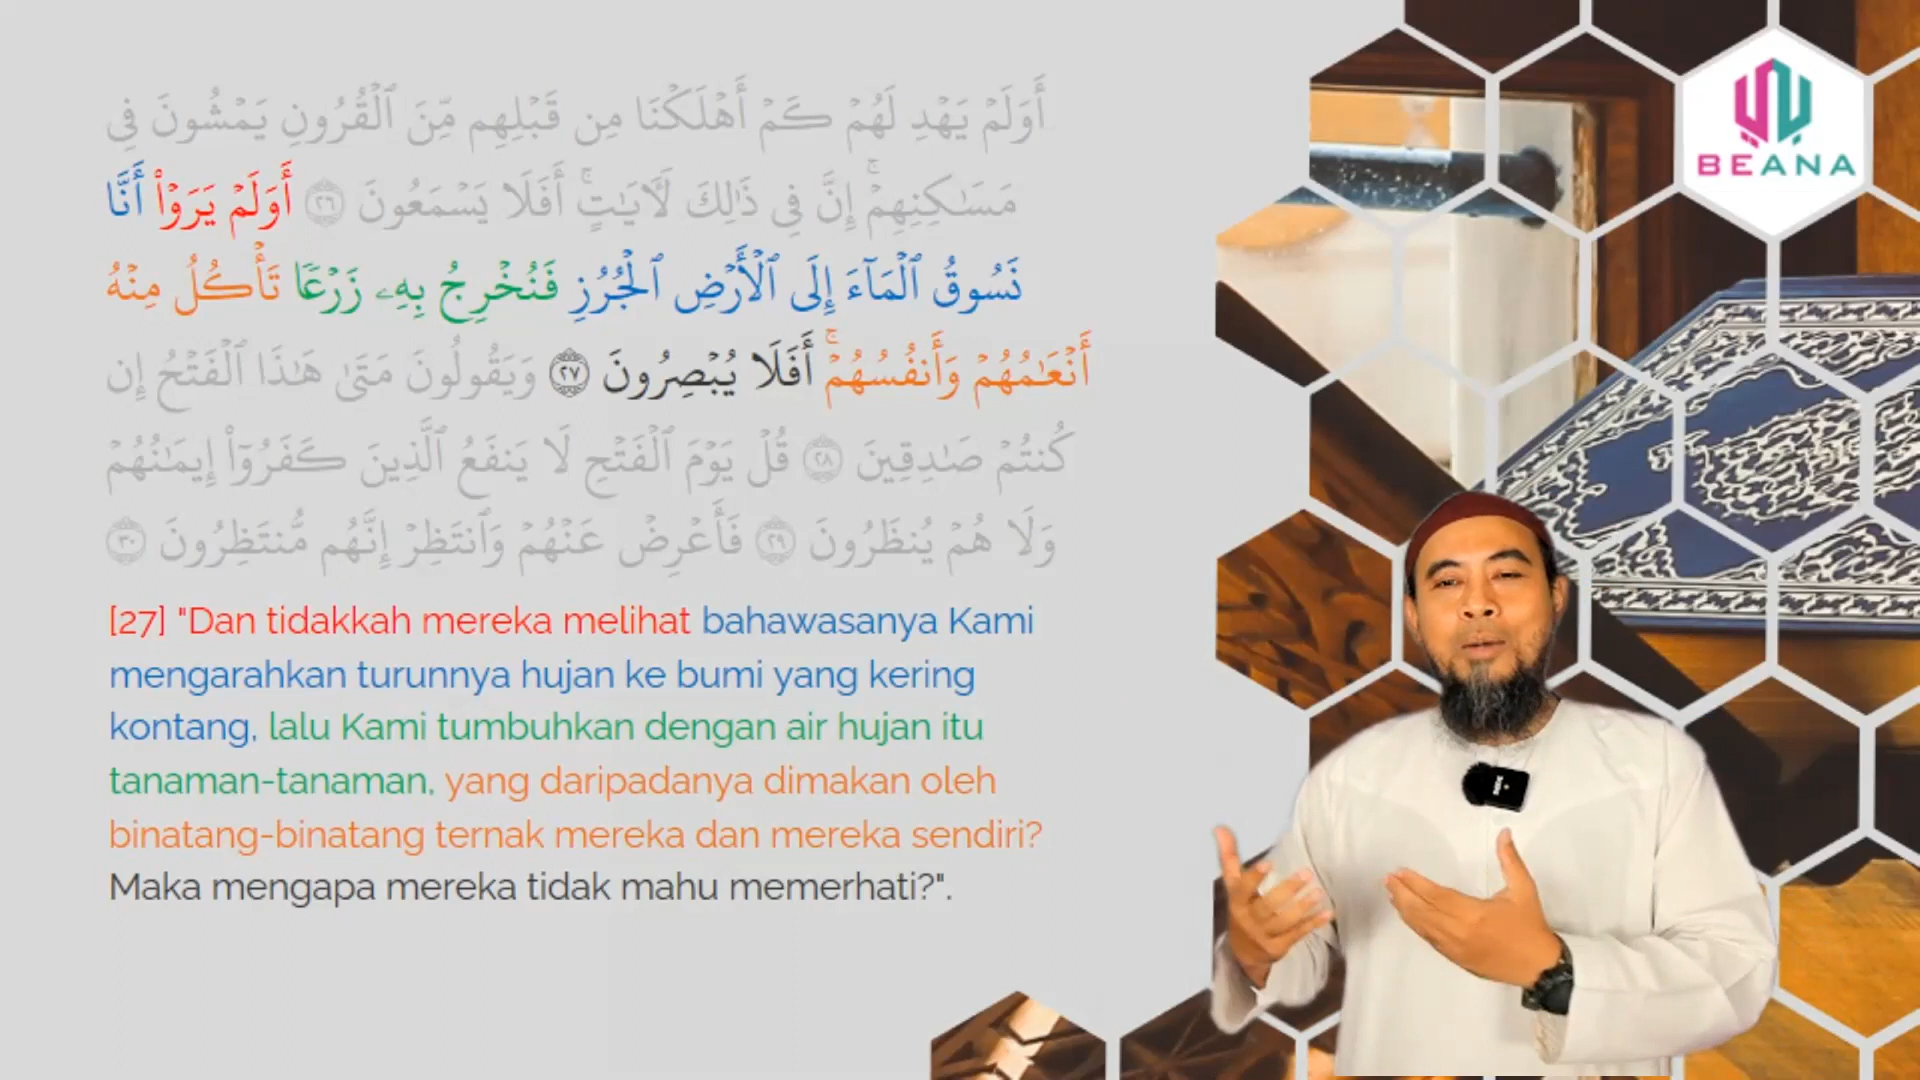 أَوَلَمْ يَهْدِ لَهُمْ كَمْ أَهْلَكْنَا مِن قَبْلِهِم مِّنَ ٱلْقُرُونِ يَمْشُونَ فِى
مَسَٰكِنِهِمْ ۚ إِنَّ فِى ذَٰلِكَ لَـَٔايَٰتٍ ۖ أَفَلَا يَسْمَعُونَ ٢٦ أَوَلَمْ يَرَوْا۟ أَنَّا
نَسُوقُ ٱلْمَآءَ إِلَى ٱلْأَرْضِ ٱلْجُرُزِ فَنُخْرِجُ بِهِۦ زَرْعًا تَأْكُلُ مِنْهُ
أَنْعَٰمُهُمْ وَأَنفُسُهُمْ ۚ أَفَلَا يُبْصِرُونَ ٢٧ وَيَقُولُونَ مَتَىٰ هَٰذَا ٱلْفَتْحُ إِن
كُنتُمْ صَٰدِقِينَ ٢٨ قُلْ يَوْمَ ٱلْفَتْحِ لَا يَنفَعُ ٱلَّذِينَ كَفَرُوٓا۟ إِيمَٰنُهُمْ
وَلَا هُمْ يُنظَرُونَ ٢٩ فَأَعْرِضْ عَنْهُمْ وَٱنتَظِرْ إِنَّهُم مُّنتَظِرُونَ ٣٠
[27] "Dan tidakkah mereka melihat bahawasanya Kami
mengarahkan turunnya hujan ke bumi yang kering
kontang, lalu Kami tumbuhkan dengan air hujan itu
tanaman-tanaman, yang daripadanya dimakan oleh
binatang-binatang ternak mereka dan mereka sendiri?
Maka mengapa mereka tidak mahu memerhati?".
BEANA